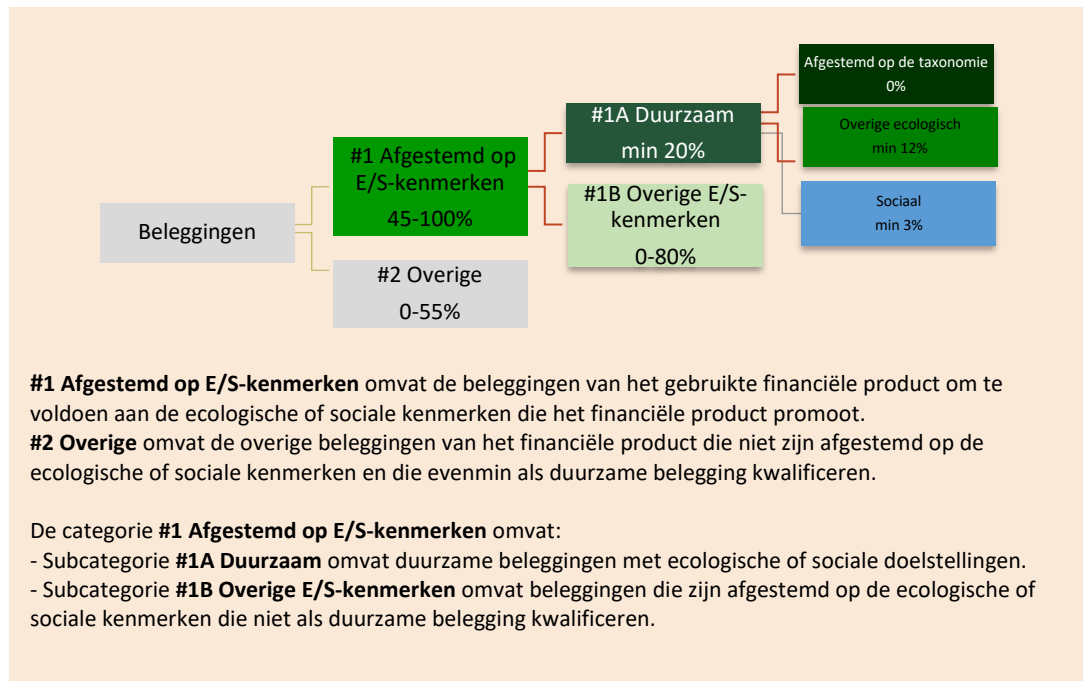 Beleggingen
#1 Afgestemd op
E/S-kenmerken
45-100%
#2 Overige
0-55%
#1A Duurzaam
min 20%
#1B Overige E/S-
kenmerken
0-80%
Afgestemd op de taxonomie
0%
Overige ecologisch
min 12%
Sociaal
min 3%
#1 Afgestemd op E/S-kenmerken omvat de beleggingen van het gebruikte financiële product om te
voldoen aan de ecologische of sociale kenmerken die het financiële product promoot.
#2 Overige omvat de overige beleggingen van het financiële product die niet zijn afgestemd op de
ecologische of sociale kenmerken en die evenmin als duurzame belegging kwalificeren.
De categorie #1 Afgestemd op E/S-kenmerken omvat:
- Subcategorie #1A Duurzaam omvat duurzame beleggingen met ecologische of sociale doelstellingen.
- Subcategorie #1B Overige E/S-kenmerken omvat beleggingen die zijn afgestemd op de ecologische of
sociale kenmerken die niet als duurzame belegging kwalificeren.